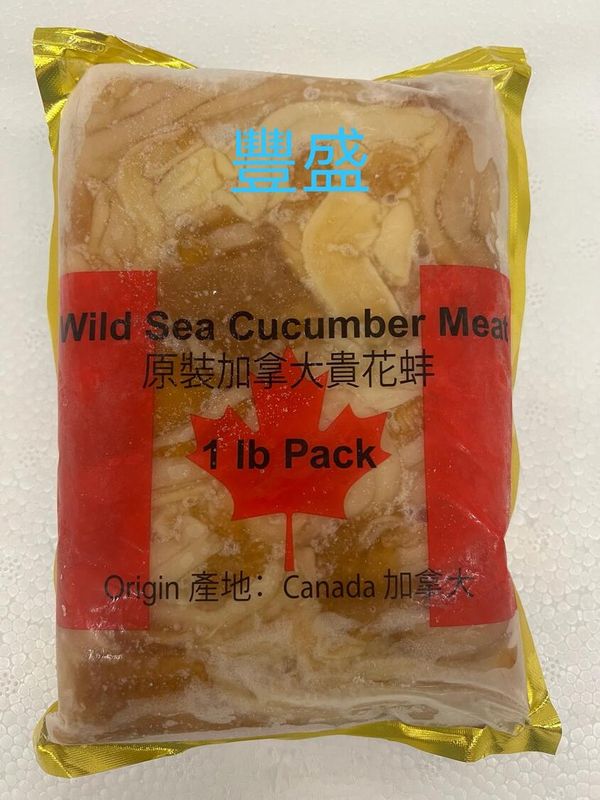 豐盛
Wild Sea Cucumber Meat
原裝加拿大貴花蚌
1 lb Pack
Origin 產地：Canada 加拿大